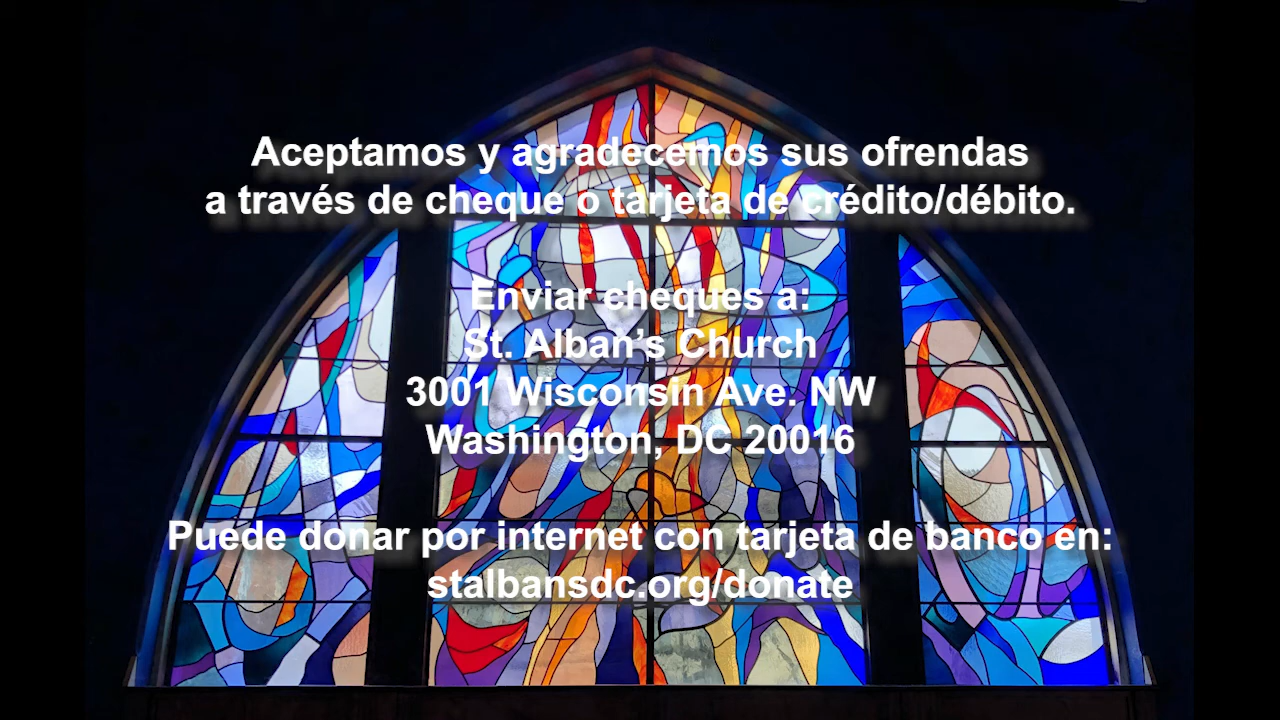 Aceptamos y agradecemos sus ofrendas
a través de cheque o tarjeta de crédito/débito.
Enviar cheques a:
St. Alban’s Church
3001 Wisconsin Ave. NW
Washington, DC 20016
Puede donar por internet con tarjeta de banco en:
stalbansdc.org/donate